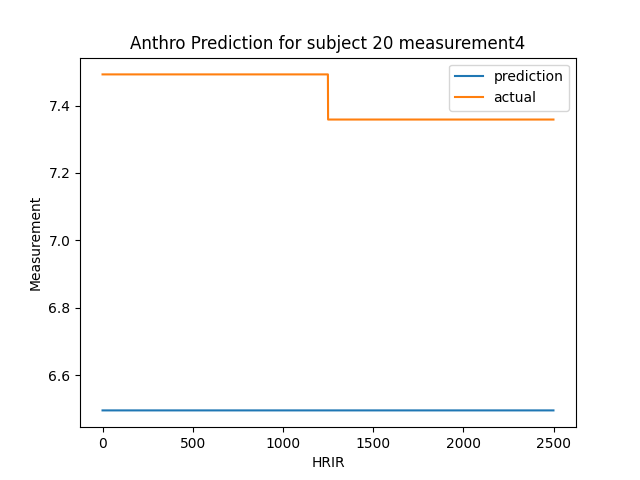 Anthro Prediction for subject 20 measurement4
prediction
actual
7.4
7.2
7.0
6.8
6.6
Measurement
0 500 1000 1500 2000 2500
HRIR